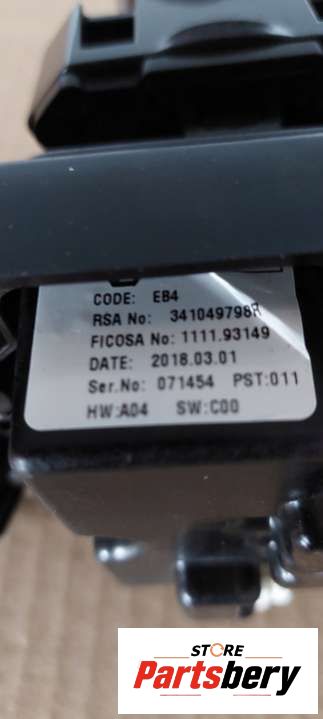 CODE: EB4
RSA No: 341049798R
FICOSA No: 1111.93149
DATE: 2018.03.01
Ser.No: 071454 PST:011
HW:A04 SW:C00
STORE
Partsbery